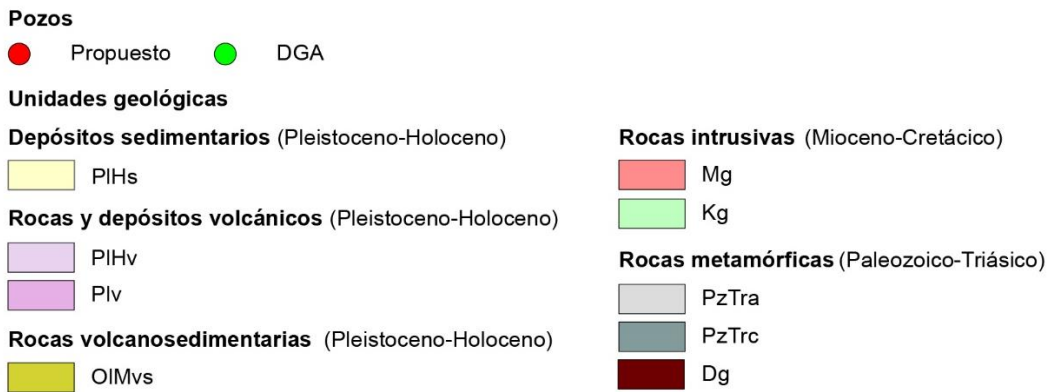 Pozos
Propuesto DGA
Unidades geológicas
Depósitos sedimentarios (Pleistoceno-Holoceno)
PlHs
Rocas y depósitos volcánicos (Pleistoceno-Holoceno)
PlHv
Plv
Rocas volcanosedimentarias (Pleistoceno-Holoceno)
OlMvs
Rocas intrusivas (Mioceno-Cretácico)
Mg
Kg
Rocas metamórficas (Paleozoico-Triásico)
PzTra
PzTrc
Dg